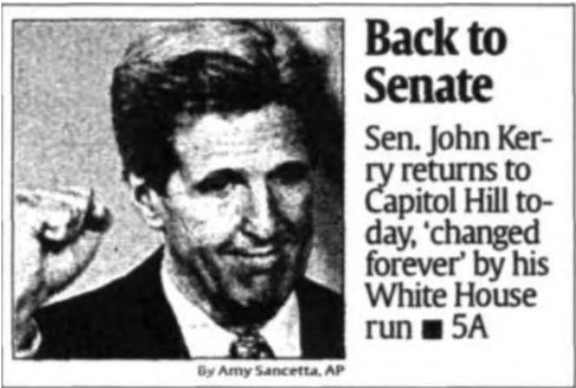 Back to
Senate
Sen. John Ker-
ry returns to
Capitol Hill to-
day, ‘changed
forever’ by his
White House
run ■ 5A
By Amy Sancetta, AP